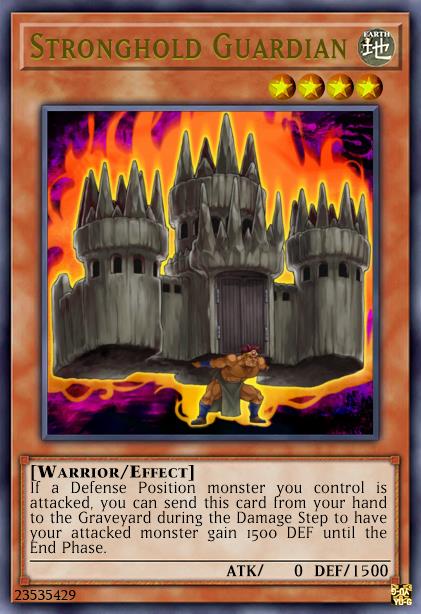 STRONGHOLD GUARDIAN
EARTH
地
[WARRIOR/EFFECT]
If a Defense Position monster you control is
attacked, you can send this card from your hand
to the Graveyard during the Damage Step to have
your attacked monster gain 1500 DEF until the
End Phase.
ATK/ 0 DEF/1500
23535429